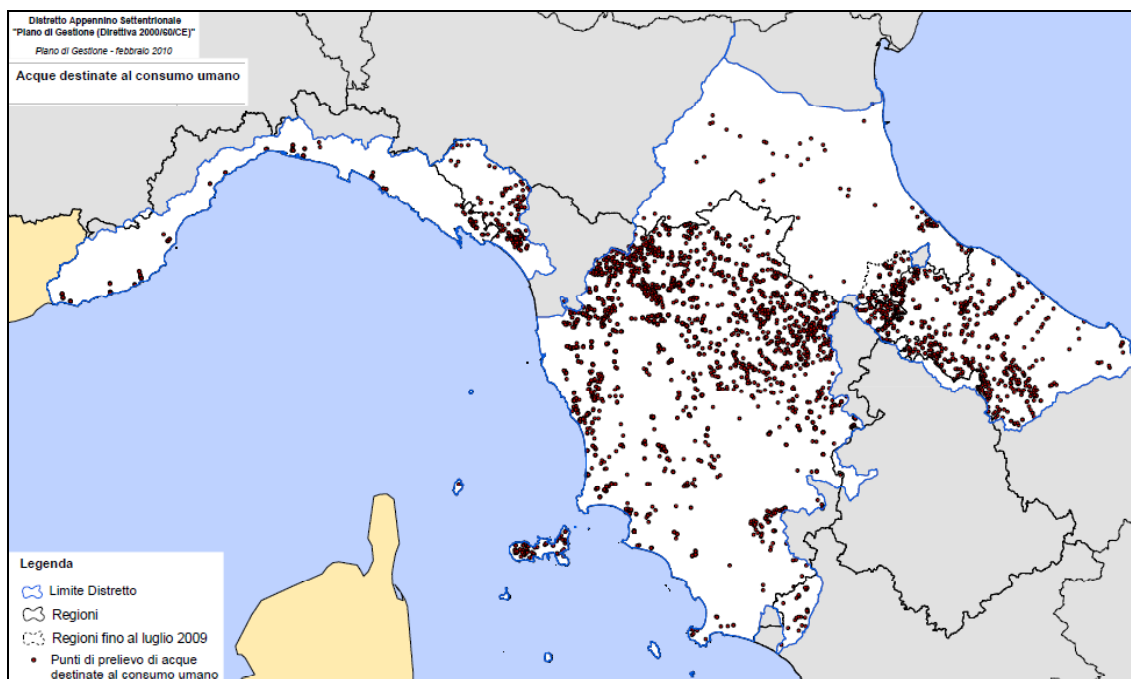 Distretto Appennino Settentrionale
"Piano di Gestione (Direttiva 2000/60/CE)"
Piano di Gestione - febbraio 2010
Acque destinate al consumo umano
Legenda
Limite Distretto
Regioni
Regioni fino al luglio 2009
Punti di prelievo di acque
destinate al consumo umano